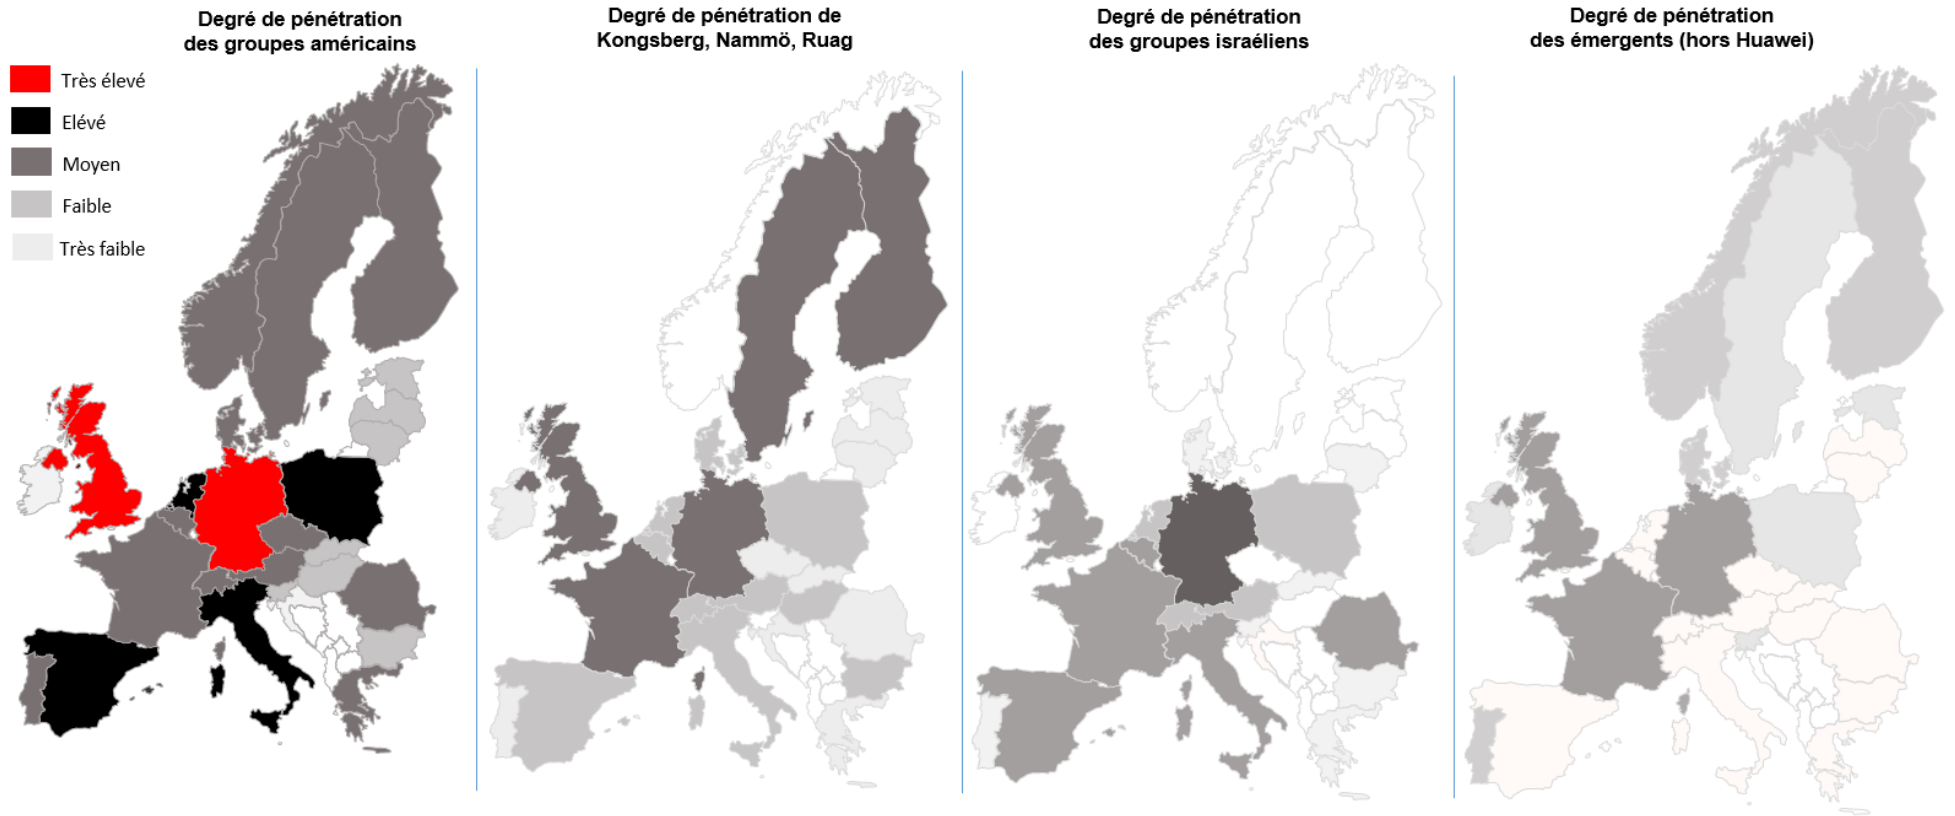 Degré de pénétration
des groupes américains
Très élevé
Elévé
Moyen
Faible
Très faible
Degré de pénétration de
Kongsberg, Nammö, Ruag
Degré de pénétration
des groupes israéliens
Degré de pénétration
des émergents (hors Huawei)